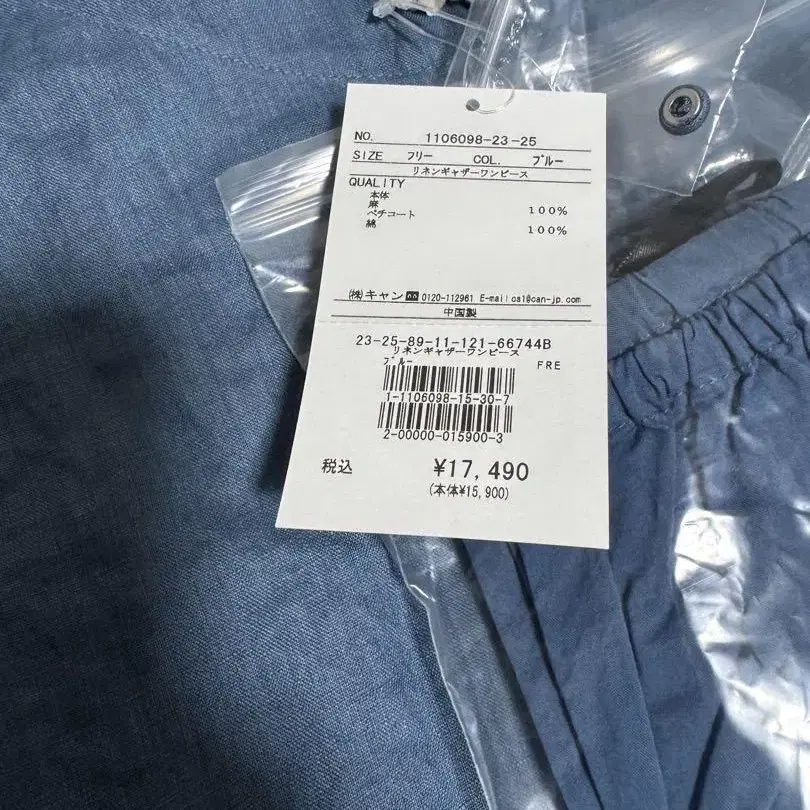 NO. 1106098-23-25
SIZE フリー COL. ブルー
リネンギャザーワンピース
QUALITY
本体
麻 100%
ペチコート
綿 100%
㈱キャン 0120-112961 E-mail cal@can-jp.com
中国製
23-25-89-11-121-66744B
リネンギャザーワンピース
ブルー FRE
1-1106098-15-30-7
2-00000-015900-3
税込 ¥17,490
(本体¥15,900)